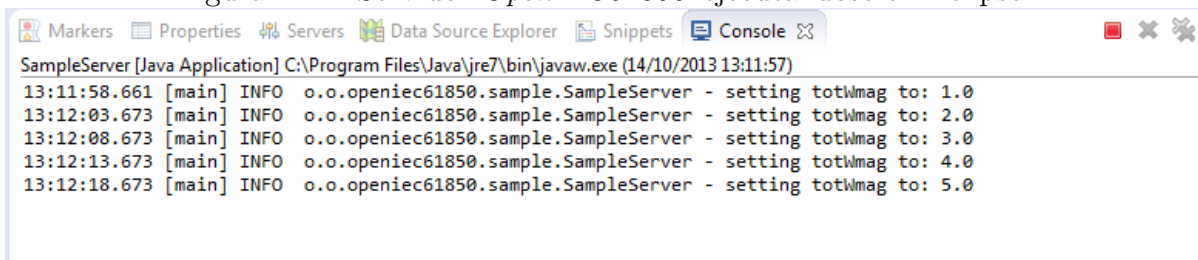 Markers Properties Servers Data Source Explorer Snippets Console
SampleServer [Java Application] C:\Program Files\Java\jre7\bin\javaw.exe (14/10/2013 13:11:57)
13:11:58.661 [main] INFO  o.o.openiec61850.sample.SampleServer - setting totWmag to: 1.0
13:12:03.673 [main] INFO  o.o.openiec61850.sample.SampleServer - setting totWmag to: 2.0
13:12:08.673 [main] INFO  o.o.openiec61850.sample.SampleServer - setting totWmag to: 3.0
13:12:13.673 [main] INFO  o.o.openiec61850.sample.SampleServer - setting totWmag to: 4.0
13:12:18.673 [main] INFO  o.o.openiec61850.sample.SampleServer - setting totWmag to: 5.0